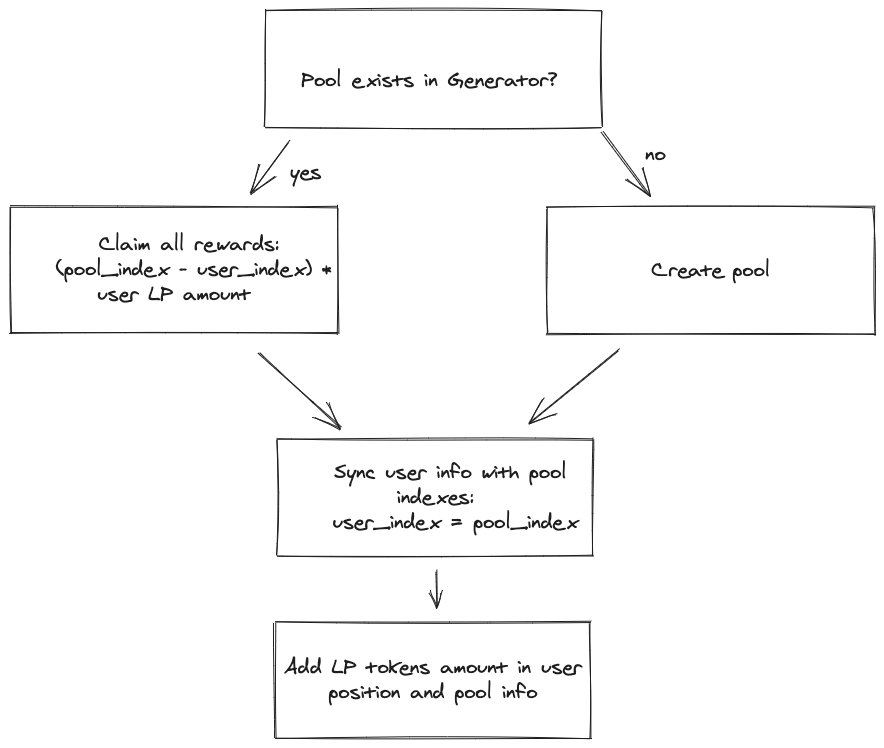 Pool exists in Generator?
yes
no
Claim all rewards:
(pool_index - user_index) *
user LP amount
Create pool
Sync user info with pool
indexes:
user_index = pool_index
Add LP tokens amount in user
position and pool info